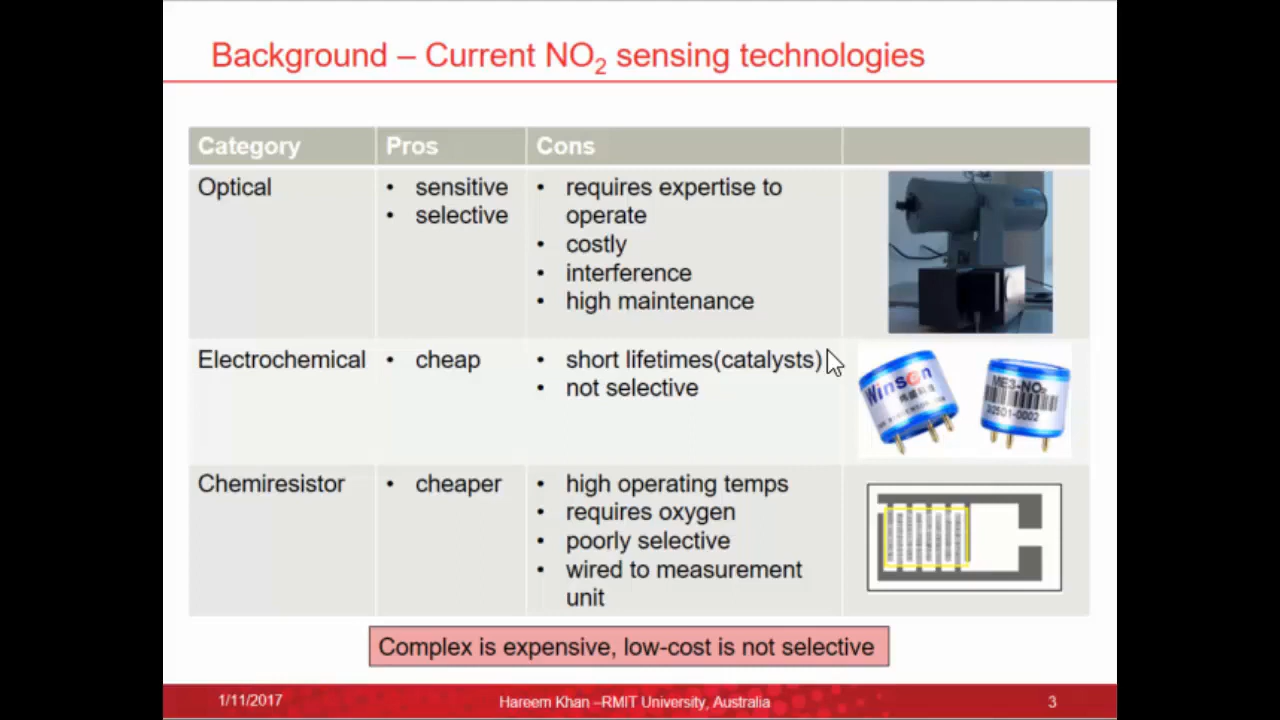 Background – Current NO₂ sensing technologies
Category Pros Cons
Optical
• sensitive
• selective
• requires expertise to
operate
• costly
• interference
• high maintenance
Electrochemical
• cheap
• short lifetimes(catalysts)
• not selective
Winsen
ME3-NO₂
Chemiresistor
• cheaper
• high operating temps
• requires oxygen
• poorly selective
• wired to measurement
unit
Complex is expensive, low-cost is not selective
1/11/2017
Hareem Khan –RMIT University, Australia
3